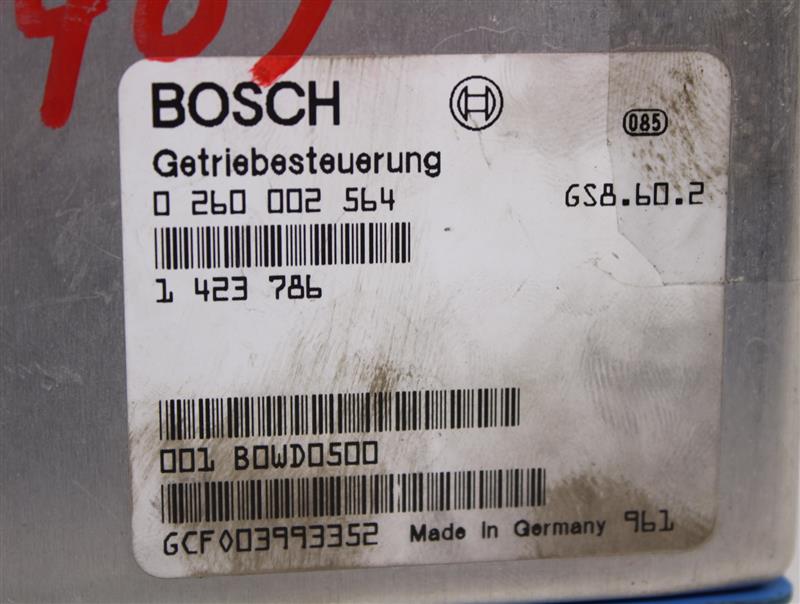 BOSCH
085
Getriebesteuerung
0 260 002 564 GS8.60.2
1 423 786
001 B0WD0500
GCF003993352 Made in Germany 961